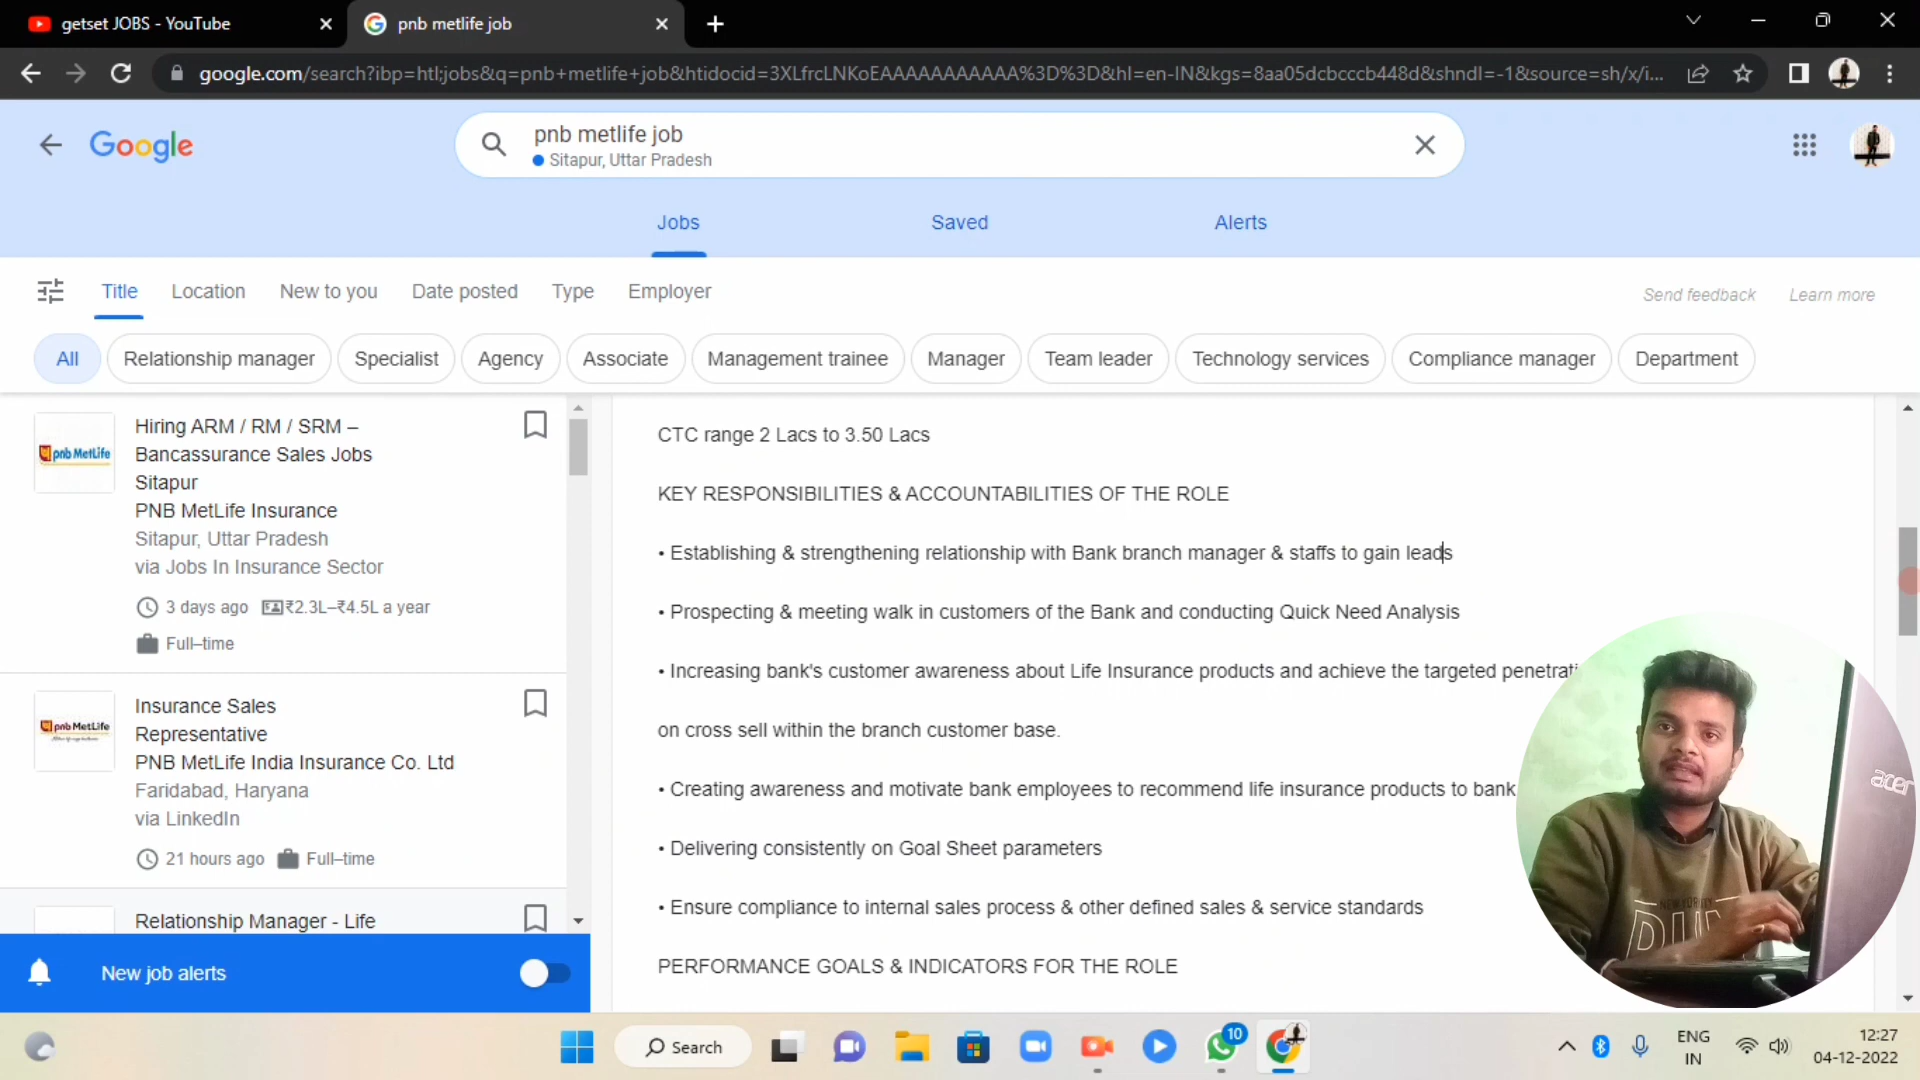 getset JOBS - YouTube
pnb metlife job
google.com/search?ibp=htl;jobs&q=pnb+metlife+job&htidocid=3XLfrcLNKoEAAAAAAAAAAA%3D%3D&hl=en-IN&kgs=8aa05dcbcccb448d&shndl=-1&source=sh/x/i...
Google
pnb metlife job
Sitapur, Uttar Pradesh
Jobs
Saved
Alerts
Title
Location
New to you
Date posted
Type
Employer
Send feedback
Learn more
All
Relationship manager
Specialist
Agency
Associate
Management trainee
Manager
Team leader
Technology services
Compliance manager
Department
pnb MetLife
Hiring ARM / RM / SRM –
Bancassurance Sales Jobs
Sitapur
PNB MetLife Insurance
Sitapur, Uttar Pradesh
via Jobs In Insurance Sector
3 days ago
₹2.3L–₹4.5L a year
Full–time
pnb MetLife
Insurance Sales
Representative
PNB MetLife India Insurance Co. Ltd
Faridabad, Haryana
via LinkedIn
21 hours ago
Full–time
Relationship Manager - Life
New job alerts
CTC range 2 Lacs to 3.50 Lacs
KEY RESPONSIBILITIES & ACCOUNTABILITIES OF THE ROLE
• Establishing & strengthening relationship with Bank branch manager & staffs to gain leads
• Prospecting & meeting walk in customers of the Bank and conducting Quick Need Analysis
• Increasing bank's customer awareness about Life Insurance products and achieve the targeted penetrati
on cross sell within the branch customer base.
• Creating awareness and motivate bank employees to recommend life insurance products to bank
• Delivering consistently on Goal Sheet parameters
• Ensure compliance to internal sales process & other defined sales & service standards
PERFORMANCE GOALS & INDICATORS FOR THE ROLE
acer
Search
10
ENG
IN
12:27
04-12-2022